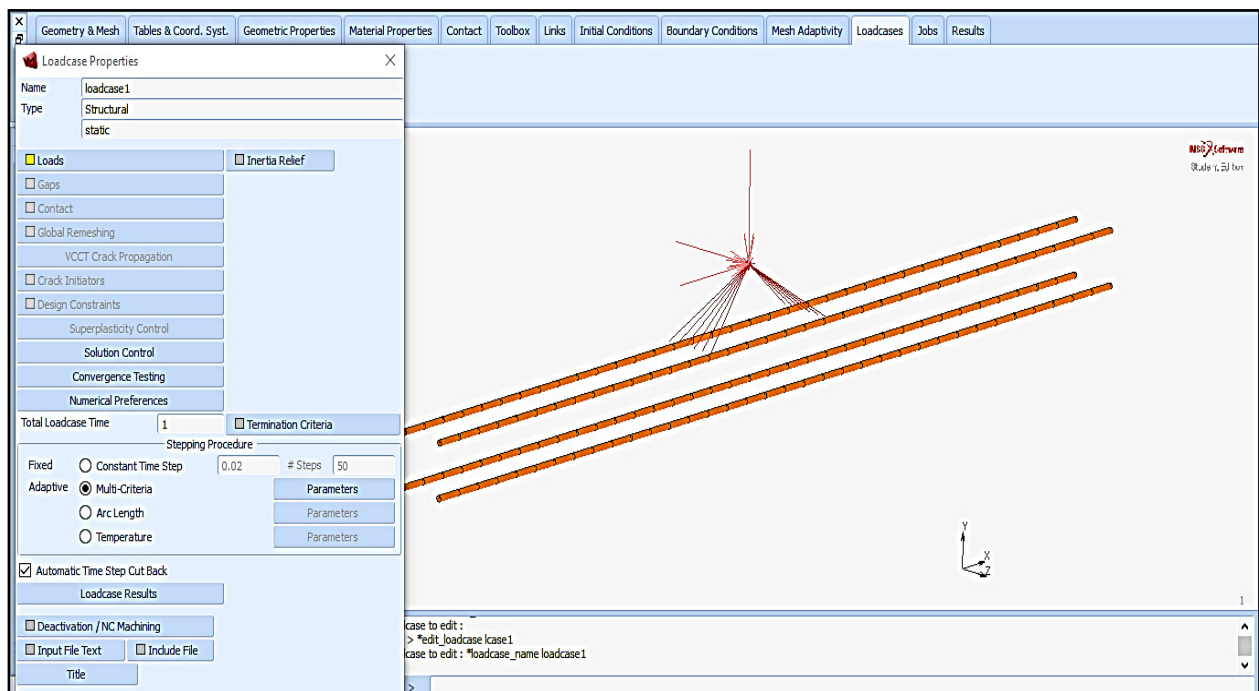 Geometry & Mesh Tables & Coord. Syst. Geometric Properties Material Properties Contact Toolbox Links Initial Conditions Boundary Conditions Mesh Adaptivity Loadcases Jobs Results
Loadcase Properties
Name loadcase1
Type Structural
static
Loads Inertia Relief
Gaps
Contact
Global Remeshing
VCCT Crack Propagation
Crack Initiators
Design Constraints
Superplasticity Control
Solution Control
Convergence Testing
Numerical Preferences
Total Loadcase Time 1 Termination Criteria
Stepping Procedure
Fixed Constant Time Step 0.02 # Steps 50
Adaptive Multi-Criteria Parameters
Arc Length Parameters
Temperature Parameters
Automatic Time Step Cut Back
Loadcase Results
Deactivation / NC Machining
Input File Text Include File
Title
MSC Software
Student Edition
Y
X
Z
1
case to edit :
> *edit_loadcase lcase1
case to edit : *loadcase_name loadcase1
>